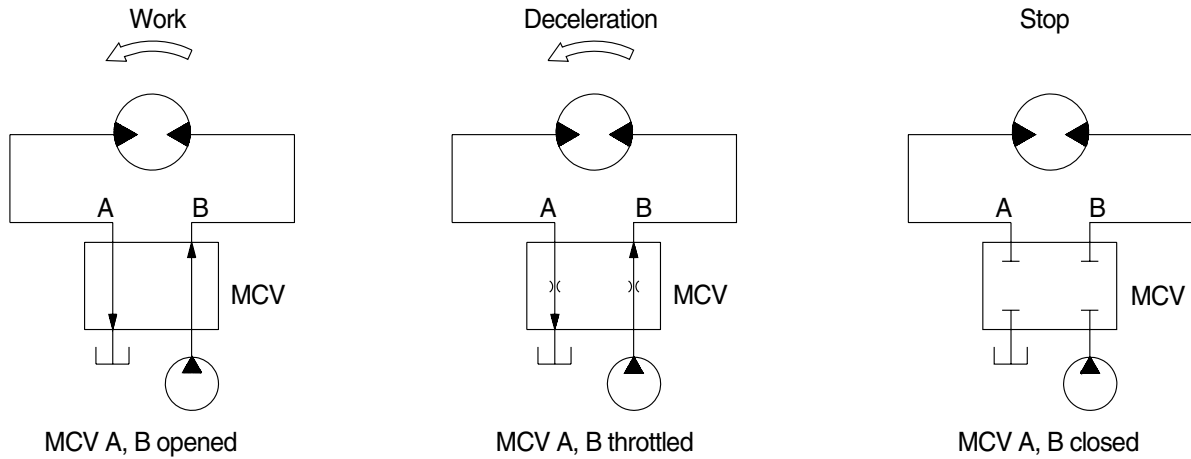 Work
A B
MCV
MCV A, B opened
Deceleration
A B
MCV
MCV A, B throttled
Stop
A B
MCV
MCV A, B closed